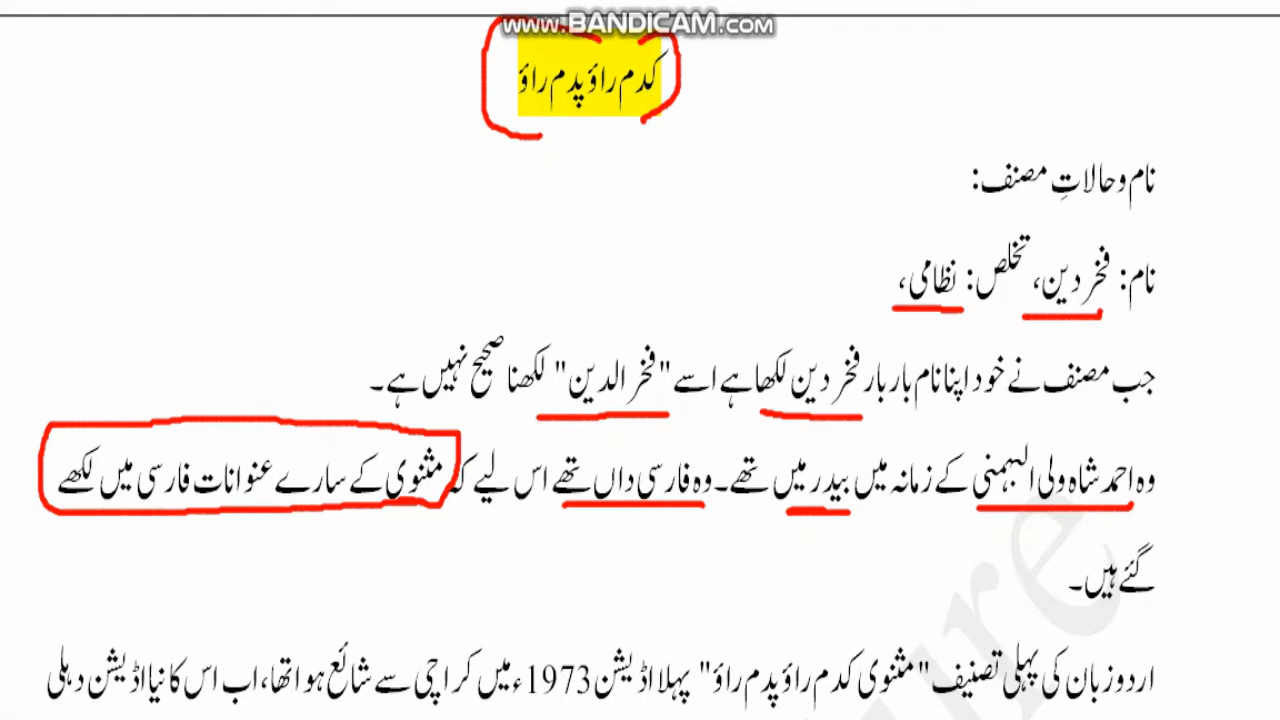 WWW.BANDICAM.COM
کدم راؤ پدم راؤ
نام و حالاتِ مصنف:
نام: فخر دین، تخلص: نظامی،
جب مصنف نے خود اپنا نام بار بار فخر دین لکھا ہے اسے "فخر الدین" لکھنا صحیح نہیں ہے۔
وہ احمد شاہ ولی البہمنی کے زمانہ میں بیدر میں تھے۔ وہ فارسی داں تھے اس لیے کہ مثنوی کے سارے عنوانات فارسی میں لکھے
گئے ہیں۔
اردو زبان کی پہلی تصنیف "مثنوی کدم راؤ پدم راؤ" پہلا اڈیشن 1973ء میں کراچی سے شائع ہوا تھا، اب اس کا نیا اڈیشن دہلی